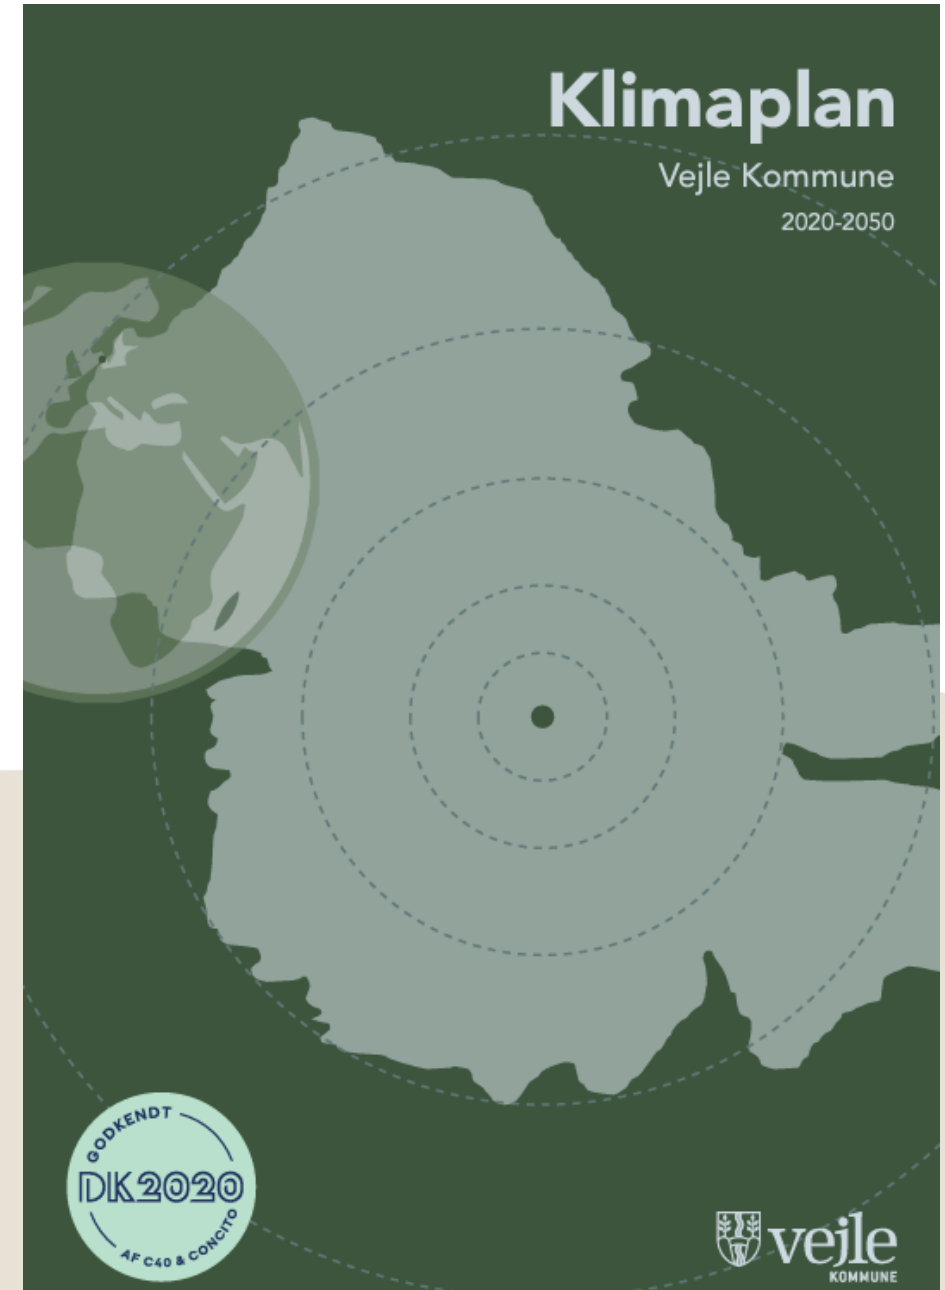 Klimaplan
Vejle Kommune
2020-2050
GODKENDT
DK2020
AF C40 & CONCITO
vejle
KOMMUNE